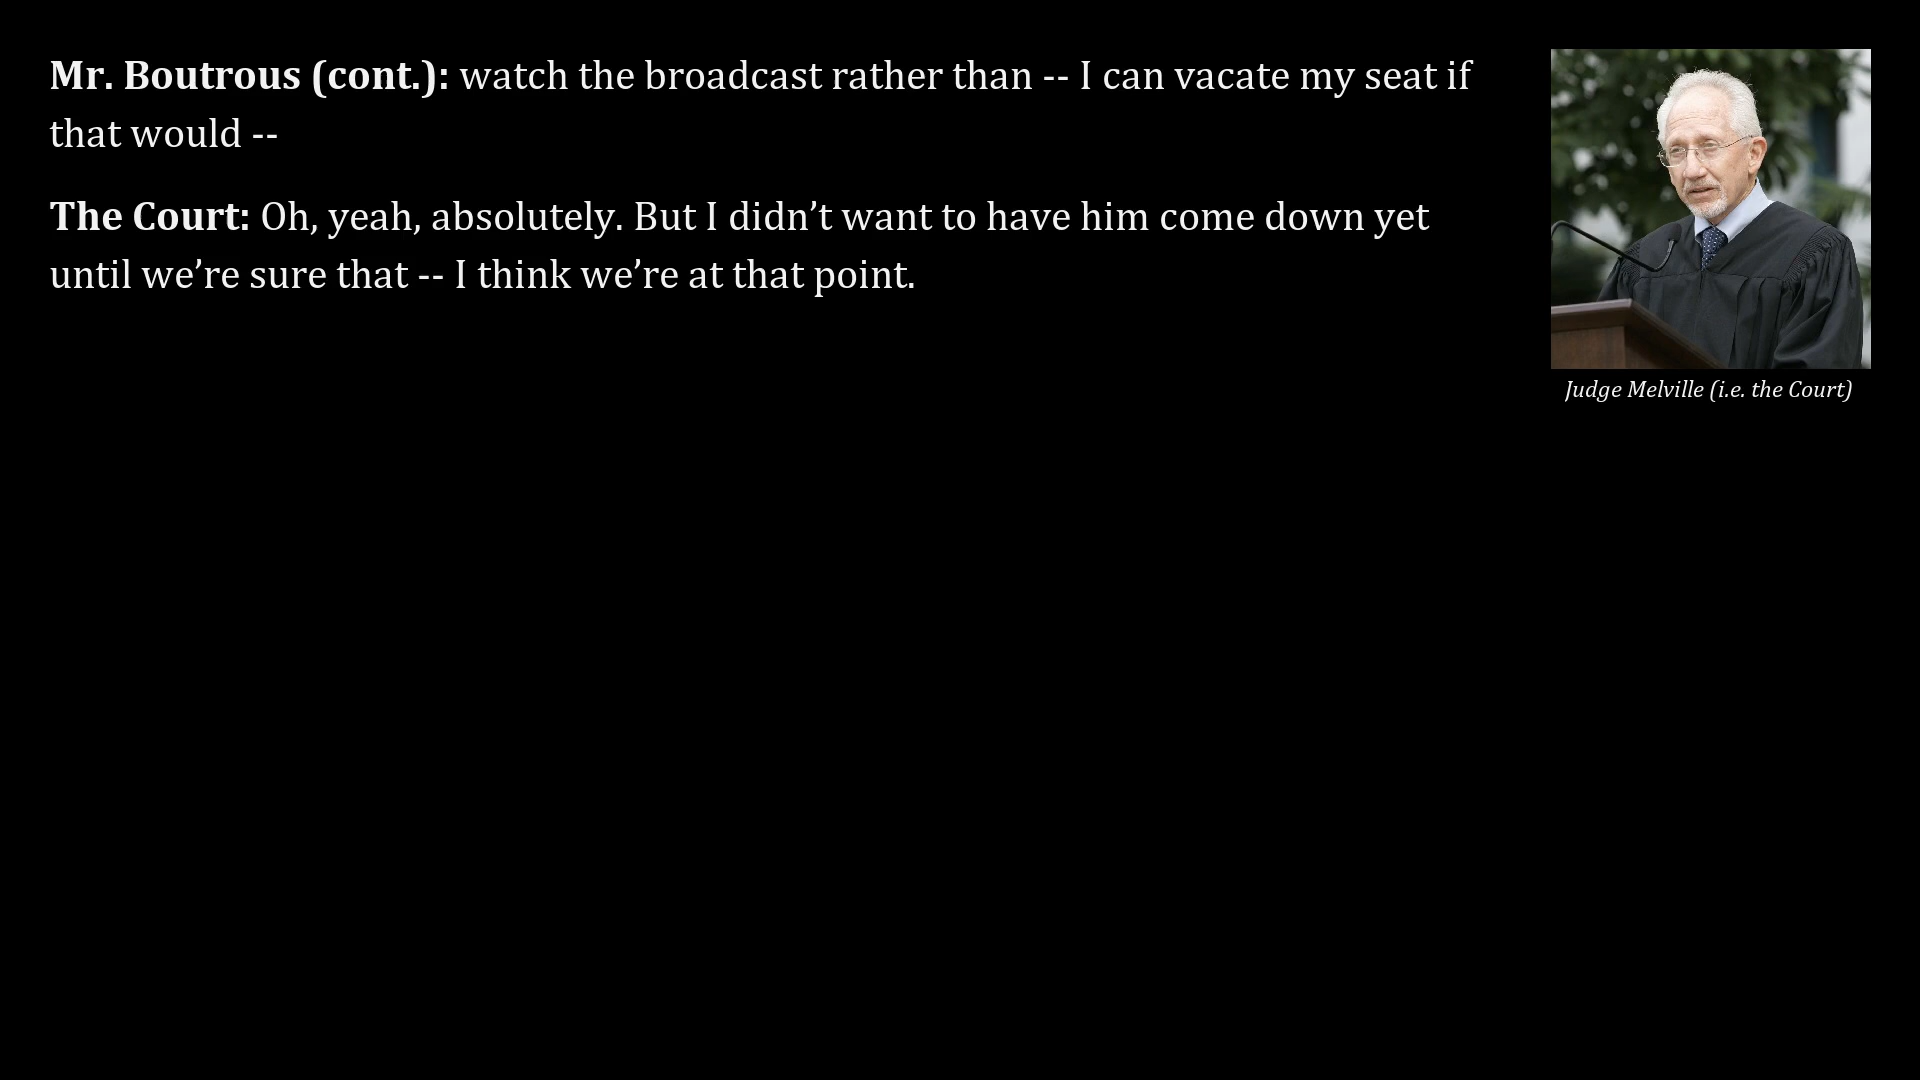 Mr. Boutrous (cont.): watch the broadcast rather than -- I can vacate my seat if
that would --
The Court: Oh, yeah, absolutely. But I didn’t want to have him come down yet
until we’re sure that -- I think we’re at that point.
Judge Melville (i.e. the Court)